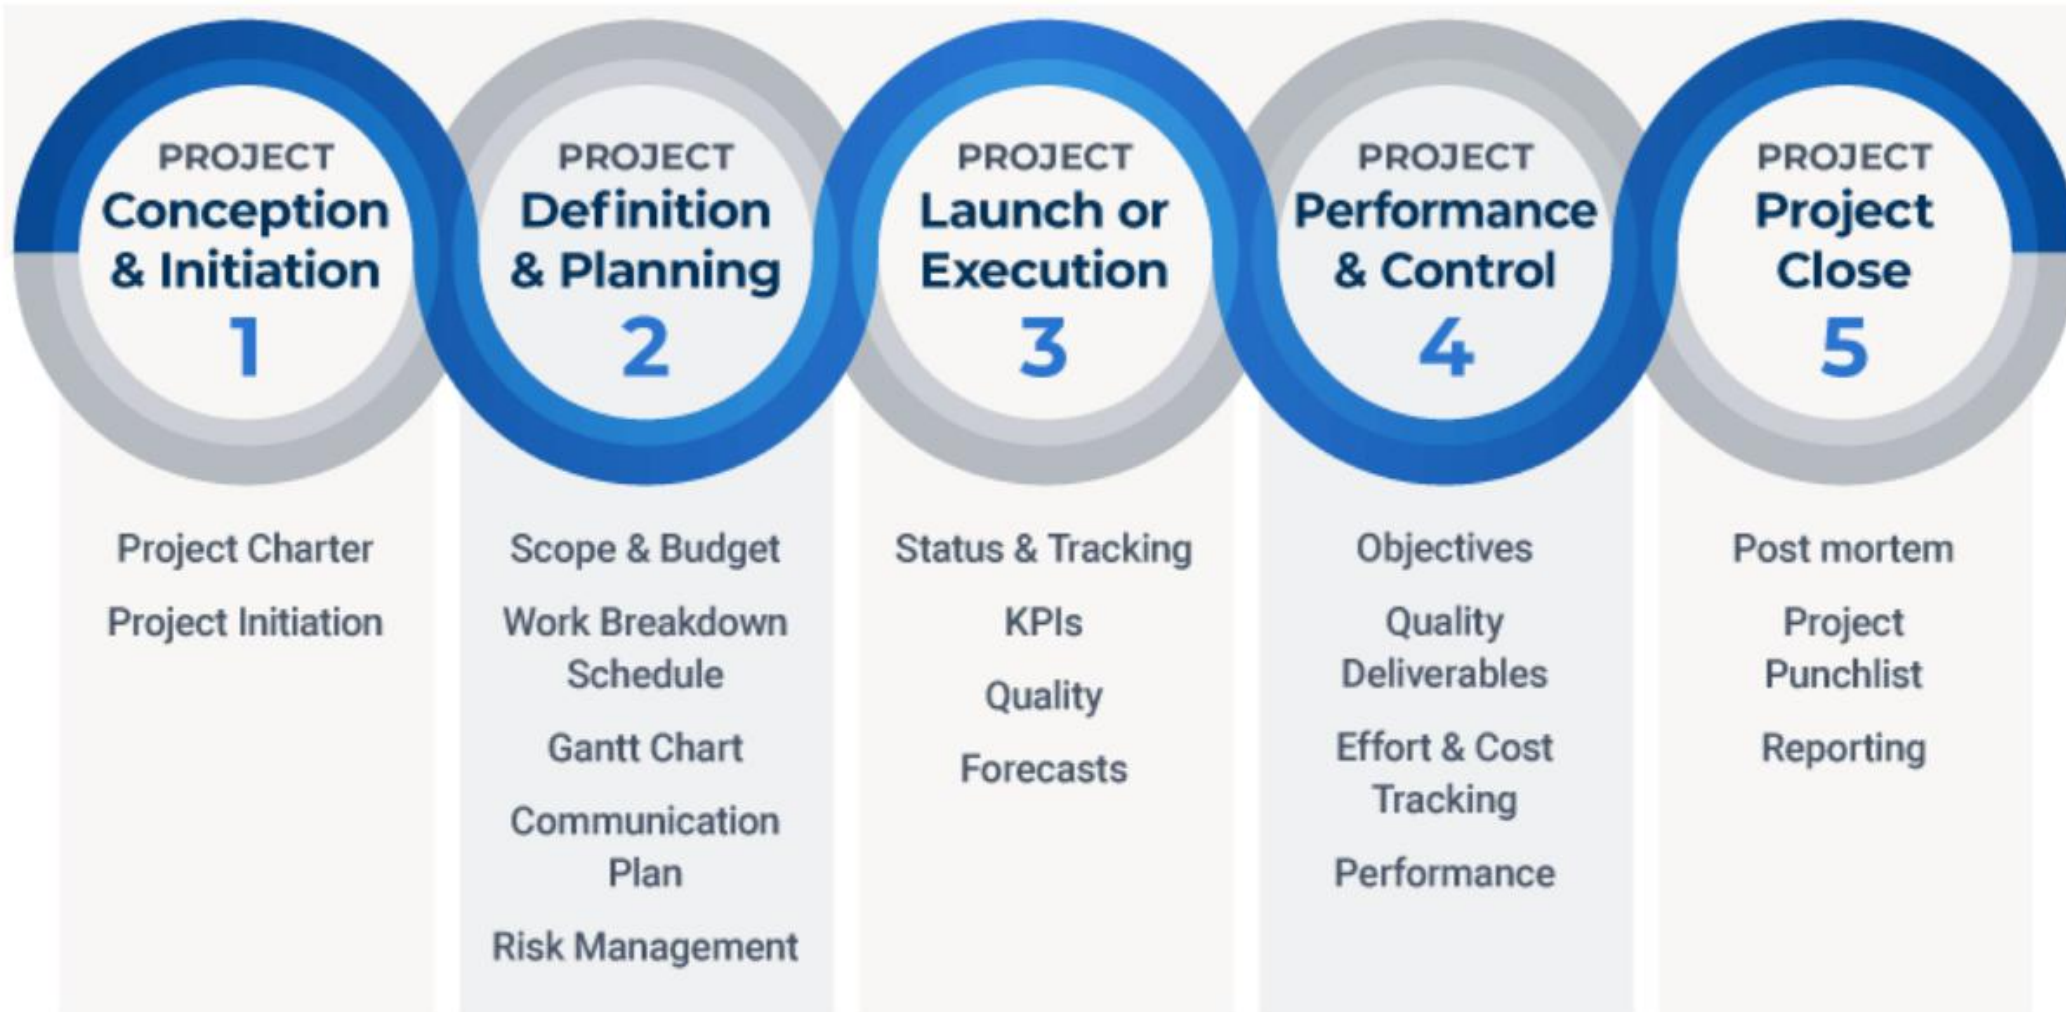 PROJECT
Conception
& Initiation
1
PROJECT
Definition
& Planning
2
PROJECT
Launch or
Execution
3
PROJECT
Performance
& Control
4
PROJECT
Project
Close
5
Project Charter
Project Initiation
Scope & Budget
Work Breakdown
Schedule
Gantt Chart
Communication
Plan
Risk Management
Status & Tracking
KPIs
Quality
Forecasts
Objectives
Quality
Deliverables
Effort & Cost
Tracking
Performance
Post mortem
Project
Punchlist
Reporting